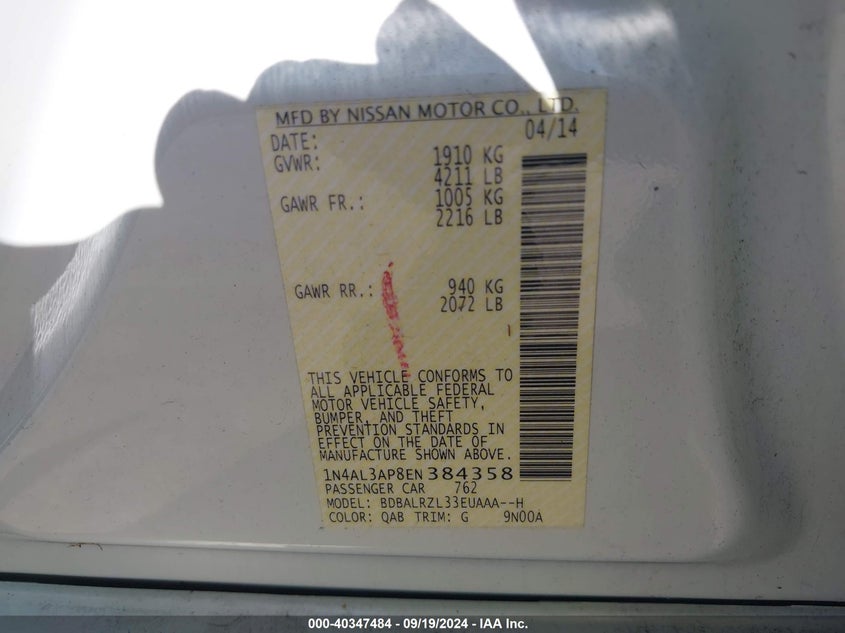 MFD BY NISSAN MOTOR CO., LTD.
DATE: 04/14
GVWR: 1910 KG
4211 LB
GAWR FR.: 1005 KG
2216 LB
GAWR RR.: 940 KG
2072 LB
THIS VEHICLE CONFORMS TO
ALL APPLICABLE FEDERAL
MOTOR VEHICLE SAFETY,
BUMPER, AND THEFT
PREVENTION STANDARDS IN
EFFECT ON THE DATE OF
MANUFACTURE SHOWN ABOVE.
1N4AL3AP8EN384358
PASSENGER CAR 762
MODEL: BDBALRZL33EUAAA--H
COLOR: QAB TRIM: G 9N00A
000-40347484 - 09/19/2024 - IAA Inc.